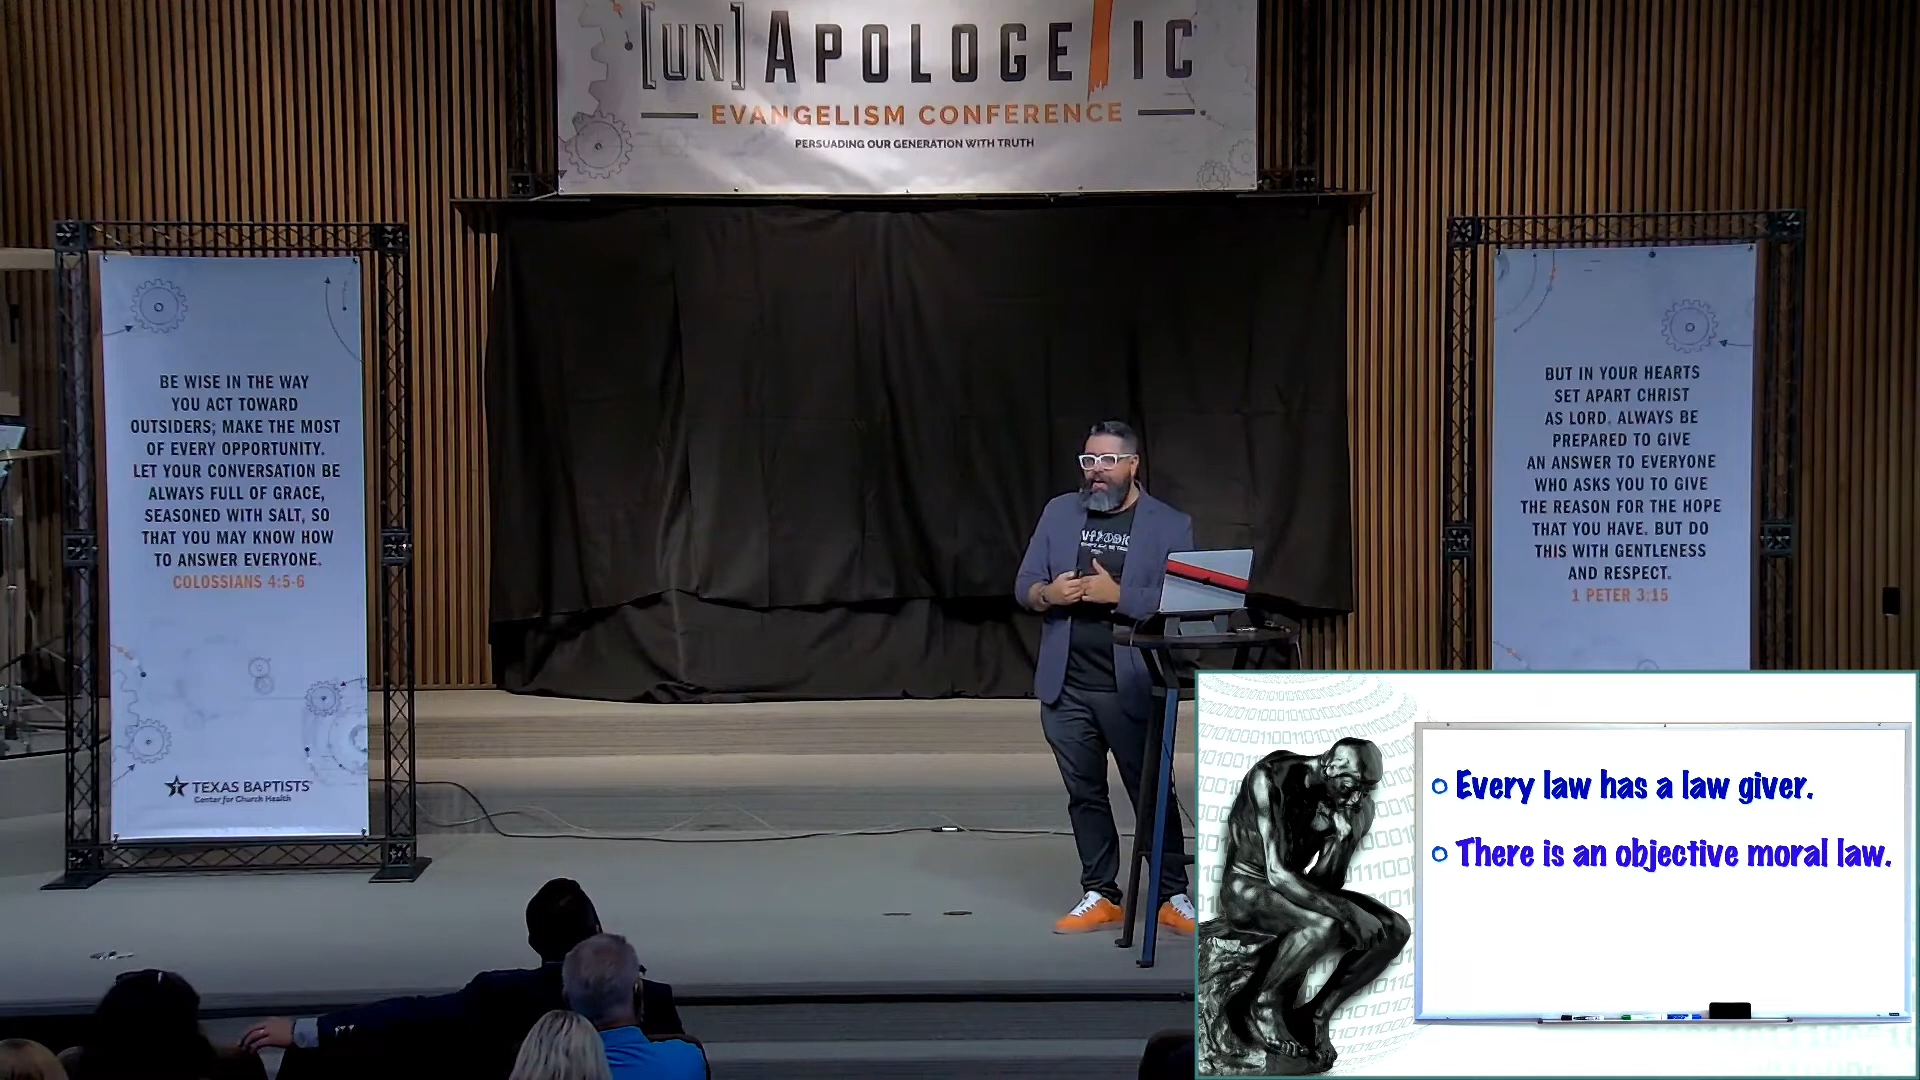 [UN]APOLOGETIC
EVANGELISM CONFERENCE
PERSUADING OUR GENERATION WITH TRUTH
BE WISE IN THE WAY
YOU ACT TOWARD
OUTSIDERS; MAKE THE MOST
OF EVERY OPPORTUNITY.
LET YOUR CONVERSATION BE
ALWAYS FULL OF GRACE,
SEASONED WITH SALT, SO
THAT YOU MAY KNOW HOW
TO ANSWER EVERYONE.
COLOSSIANS 4:5-6
TEXAS BAPTISTS
Center for Church Health
BUT IN YOUR HEARTS
SET APART CHRIST
AS LORD. ALWAYS BE
PREPARED TO GIVE
AN ANSWER TO EVERYONE
WHO ASKS YOU TO GIVE
THE REASON FOR THE HOPE
THAT YOU HAVE. BUT DO
THIS WITH GENTLENESS
AND RESPECT.
1 PETER 3:15
Every law has a law giver.
There is an objective moral law.